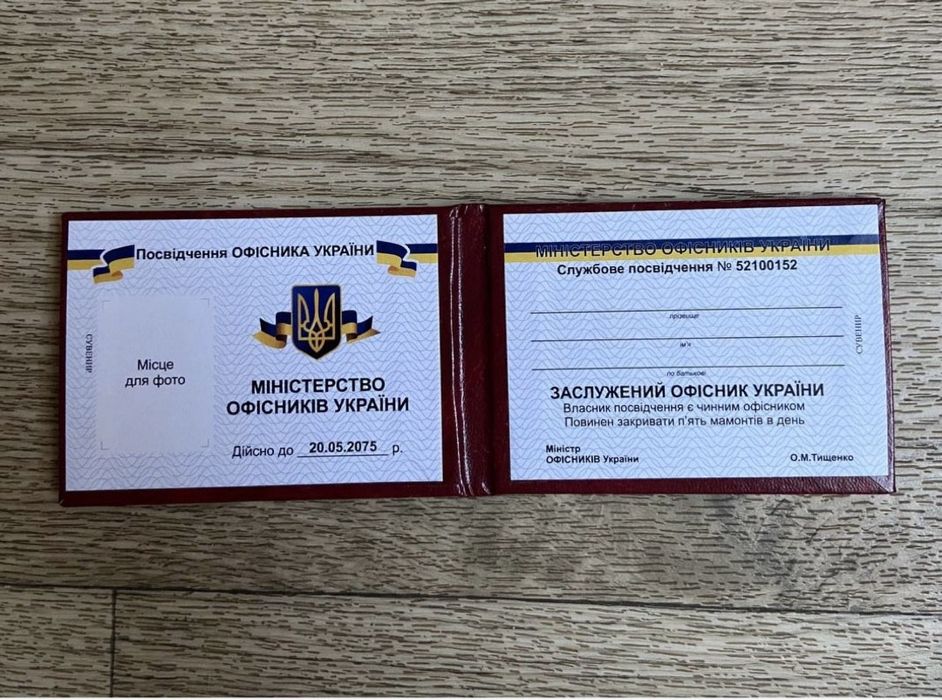 Посвідчення ОФІСНИКА УКРАЇНИ
СУВЕНІР
Місце
для фото
МІНІСТЕРСТВО
ОФІСНИКІВ УКРАЇНИ
Дійсно до 20.05.2075 р.
МІНІСТЕРСТВО ОФІСНИКІВ УКРАЇНИ
Службове посвідчення № 52100152
прізвище
ім'я
по батькові
СУВЕНІР
ЗАСЛУЖЕНИЙ ОФІСНИК УКРАЇНИ
Власник посвідчення є чинним офісником
Повинен закривати п'ять мамонтів в день
Міністр
ОФІСНИКІВ України
О.М.Тищенко